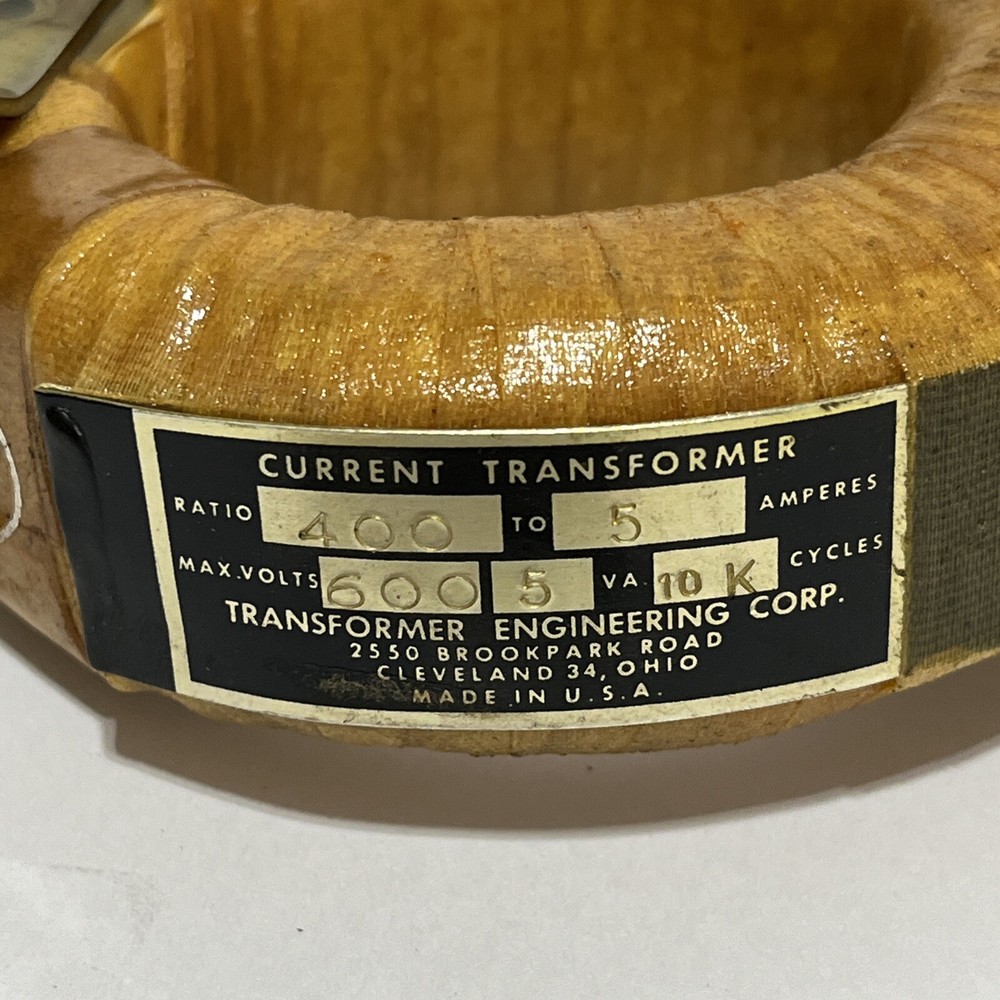 CURRENT TRANSFORMER
RATIO 400 TO 5 AMPERES
MAX.VOLTS 600 5 VA. 10 K CYCLES
TRANSFORMER ENGINEERING CORP.
2550 BROOKPARK ROAD
CLEVELAND 34, OHIO
MADE IN U.S.A.